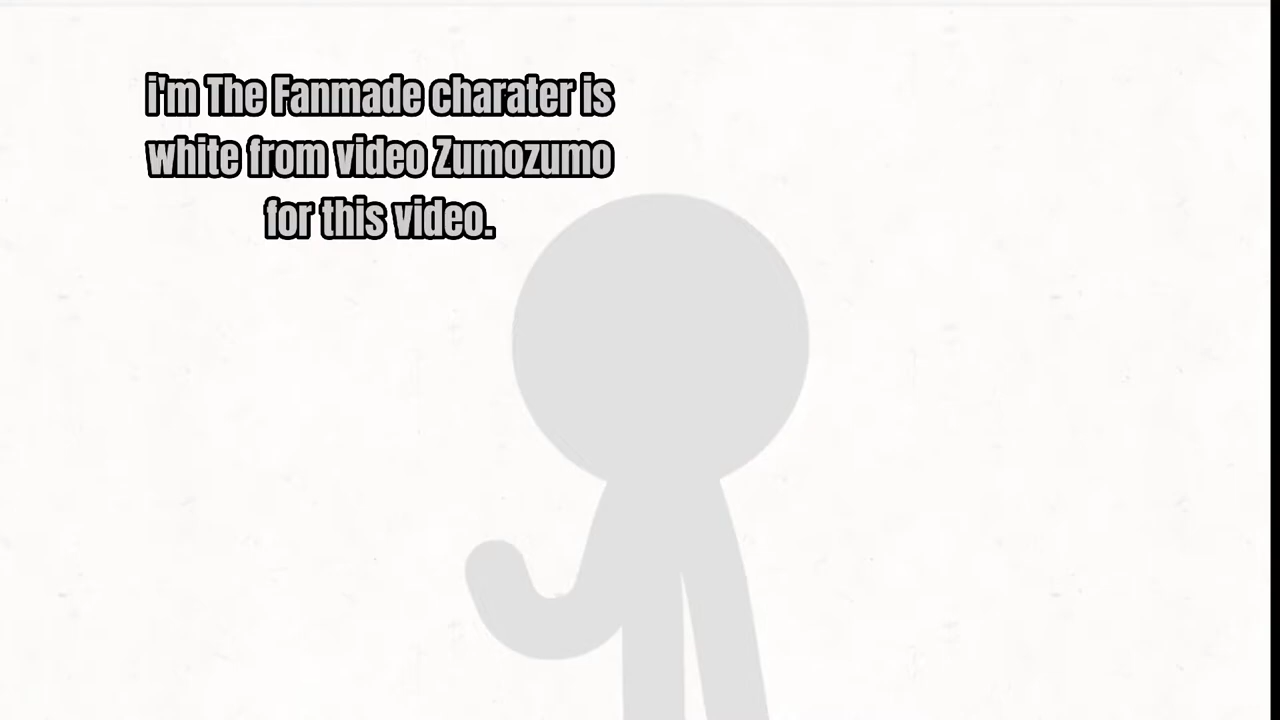 i'm The Fanmade charater is
white from video Zumozumo
for this video.